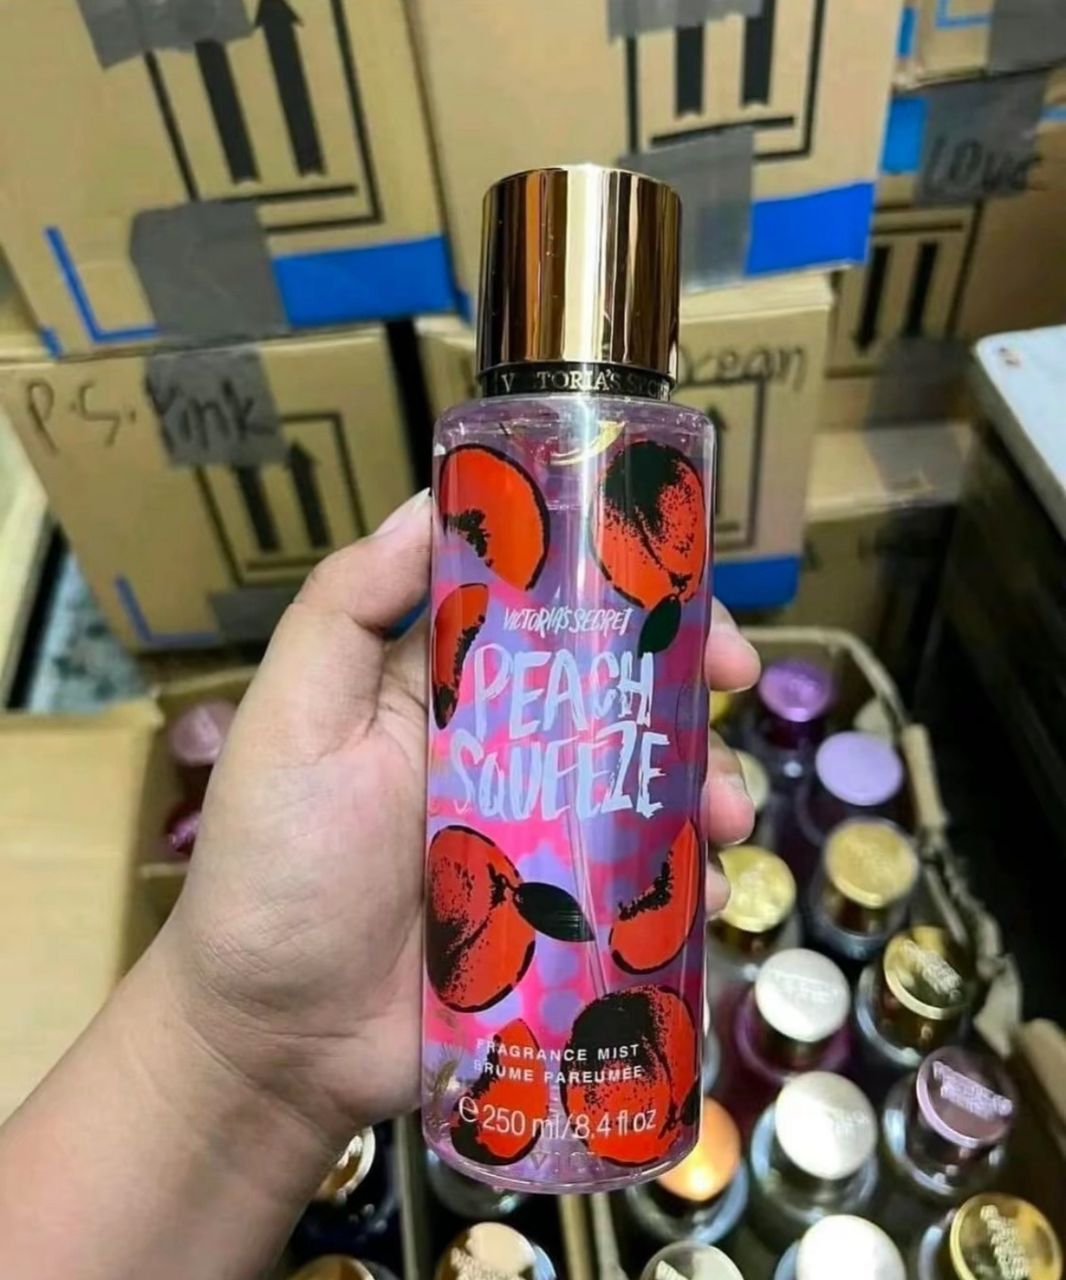 Love
VICTORIA'S SECRET
P.S. Pink
Ocean
VICTORIA'S SECRET
PEACH
SQUEEZE
FRAGRANCE MIST
BRUME PARFUMÉE
e 250 ml/8.4 fl oz